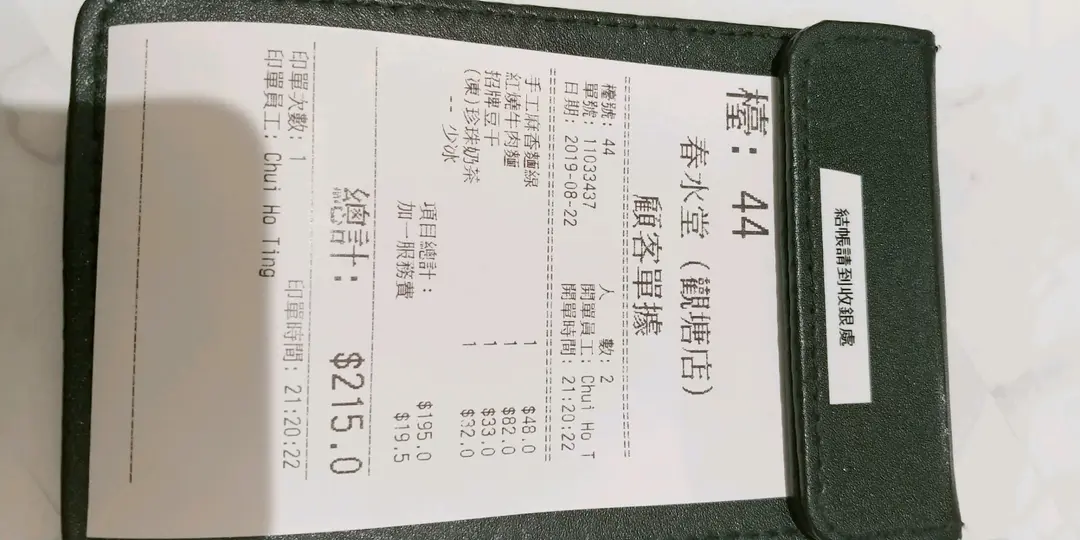 結帳請到收銀處
檯: 44
春水堂 (觀塘店)
顧客單據
檯號: 44 人 數: 2
單號: 11033437 開單員工: Chui Ho T
日期: 2019-08-22 開單時間: 21:20:22
手工麻香麵線 1 $48.0
紅燒牛肉麵 1 $82.0
招牌豆干 1 $33.0
(凍)珍珠奶茶 1 $32.0
-- 少冰
項目總計: $195.0
加一服務費 $19.5
總計: $215.0
印單次數: 1 印單時間: 21:20:22
印單員工: Chui Ho Ting